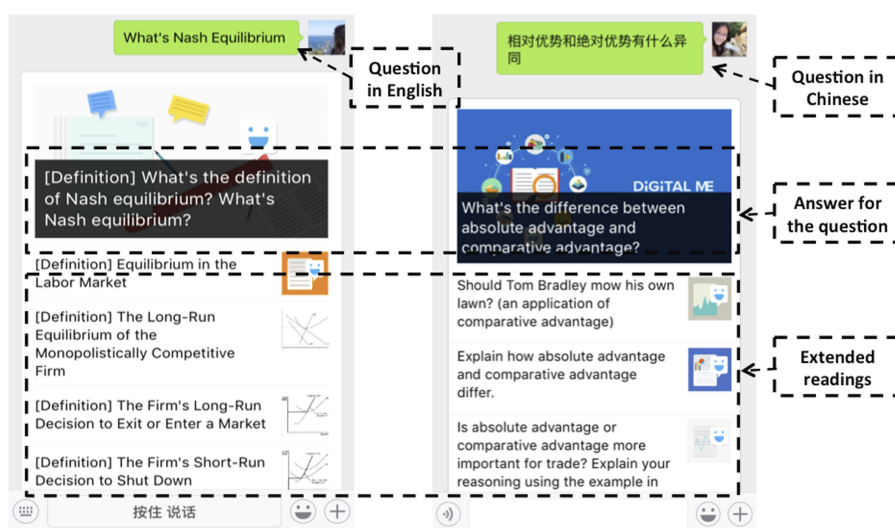 What's Nash Equilibrium
Question
in English
[Definition] What's the definition
of Nash equilibrium? What's
Nash equilibrium?
[Definition] Equilibrium in the
Labor Market
[Definition] The Long-Run
Equilibrium of the
Monopolistically Competitive
Firm
[Definition] The Firm's Long-Run
Decision to Exit or Enter a Market
[Definition] The Firm's Short-Run
Decision to Shut Down
按住 说话
相对优势和绝对优势有什么异
同
Question in
Chinese
DiGiTAL ME
What's the difference between
absolute advantage and
comparative advantage?
Answer for
the question
Should Tom Bradley mow his own
lawn? (an application of
comparative advantage)
Explain how absolute advantage
and comparative advantage
differ.
Is absolute advantage or
comparative advantage more
important for trade? Explain your
reasoning using the example in
Extended
readings